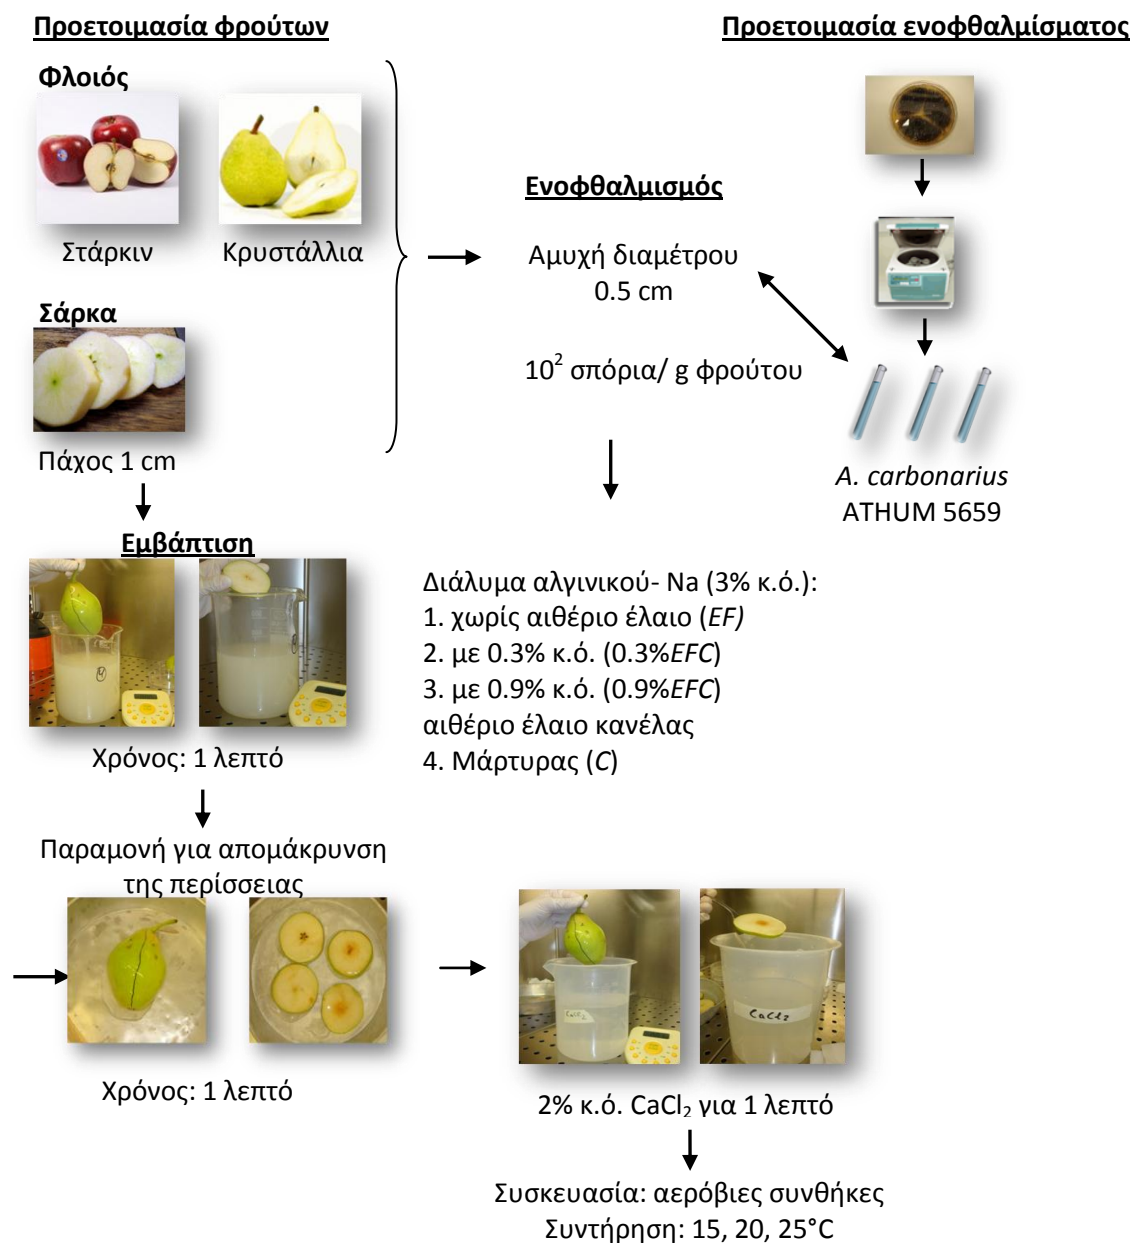 Προετοιμασία φρούτων
Προετοιμασία ενοφθαλμίσματος
Φλοιός
Στάρκιν
Κρυστάλλια
Σάρκα
Πάχος 1 cm
Ενοφθαλμισμός
Αμυχή διαμέτρου
0.5 cm
10² σπόρια/ g φρούτου
A. carbonarius
ATHUM 5659
Εμβάπτιση
Χρόνος: 1 λεπτό
Διάλυμα αλγινικού- Na (3% κ.ό.):
1. χωρίς αιθέριο έλαιο (EF)
2. με 0.3% κ.ό. (0.3%EFC)
3. με 0.9% κ.ό. (0.9%EFC)
αιθέριο έλαιο κανέλας
4. Μάρτυρας (C)
Παραμονή για απομάκρυνση
της περίσσειας
Χρόνος: 1 λεπτό
CaCl₂
CaCl₂
2% κ.ό. CaCl₂ για 1 λεπτό
Συσκευασία: αερόβιες συνθήκες
Συντήρηση: 15, 20, 25°C